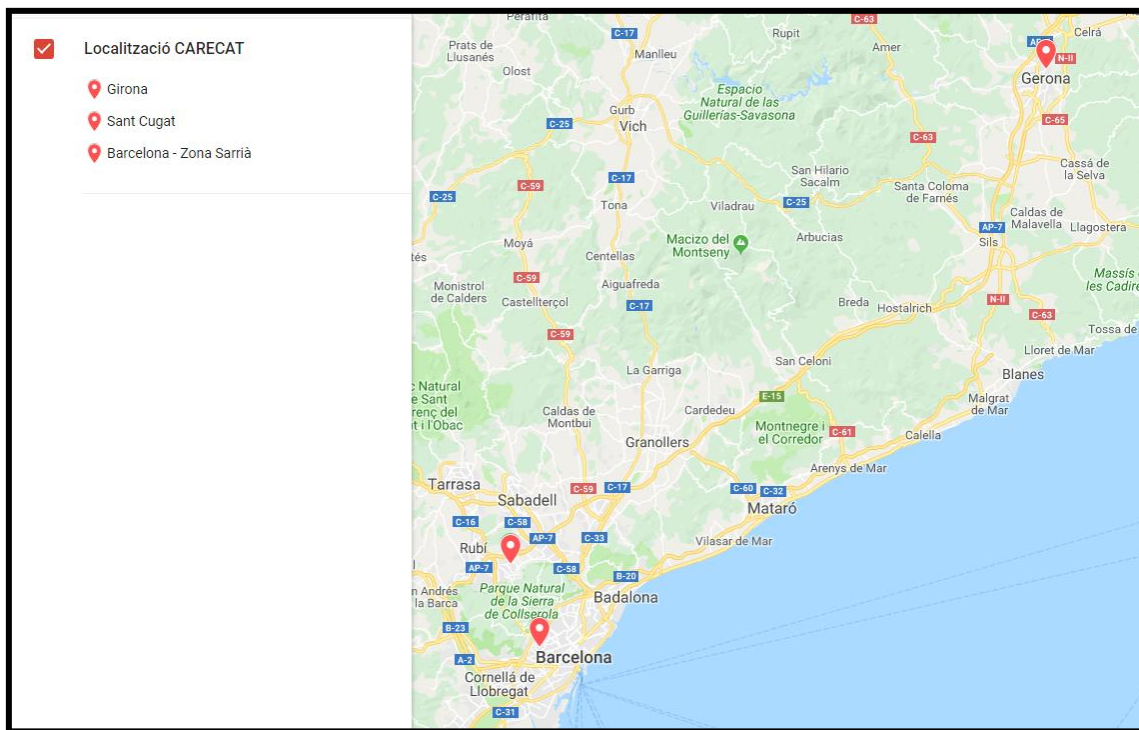 Localització CARECAT
Girona
Sant Cugat
Barcelona - Zona Sarrià
Perafita
C-63
Prats de
Llusanés
C-17
Manlleu
Rupit
Amer
Celrá
N-II
Gerona
Olost
Espacio
Natural de las
Guillerías-Savasona
Gurb
C-25
Vich
C-63
C-65
Cassá de
la Selva
C-17
San Hilario
Sacalm
C-59
C-25
Santa Coloma
de Farnés
C-25
Tona
Viladrau
Caldas de
Malavella
Llagostera
AP-7
Sils
Moyá
Macizo del
Montseny
Arbucias
Centellas
Monistrol
de Calders
C-59
Castellterçol
Aiguafreda
C-17
Breda
Hostalrich
N-II
C-63
Tossa de
C-59
Lloret de Mar
San Celoni
La Garriga
Blanes
Natural
Sant
E-15
Malgrat
de Mar
Caldas de
Montbui
Cardedeu
Montnegre i
el Corredor
C-61
Granollers
Calella
Arenys de Mar
Tarrasa
Sabadell
C-59
C-17
C-60
C-32
Mataró
C-16
C-58
AP-7
C-33
Rubí
Vilasar de Mar
AP-7
C-58
B-20
Parque Natural
de la Sierra
de Collserola
Andrés
la Barca
Badalona
B-23
A-2
Barcelona
Cornellá de
Llobregat
C-31